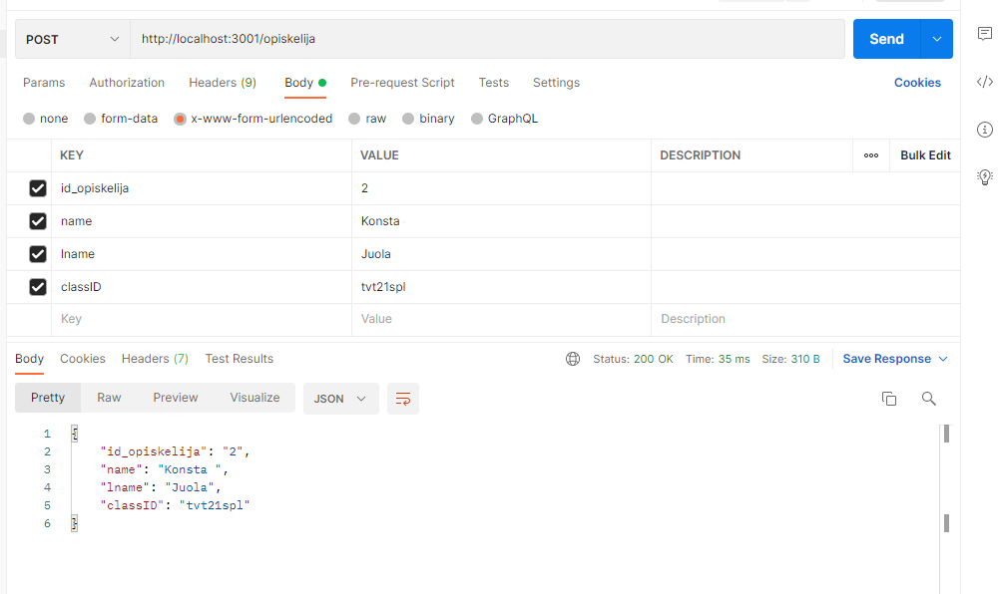 POST http://localhost:3001/opiskelija Send
Params Authorization Headers (9) Body Pre-request Script Tests Settings Cookies
none form-data x-www-form-urlencoded raw binary GraphQL
KEY VALUE DESCRIPTION ooo Bulk Edit
id_opiskelija 2
name Konsta
lname Juola
classID tvt21spl
Key Value Description
Body Cookies Headers (7) Test Results Status: 200 OK Time: 35 ms Size: 310 B Save Response
Pretty Raw Preview Visualize JSON
1 {
2 "id_opiskelija": "2",
3 "name": "Konsta ",
4 "lname": "Juola",
5 "classID": "tvt21spl"
6 }